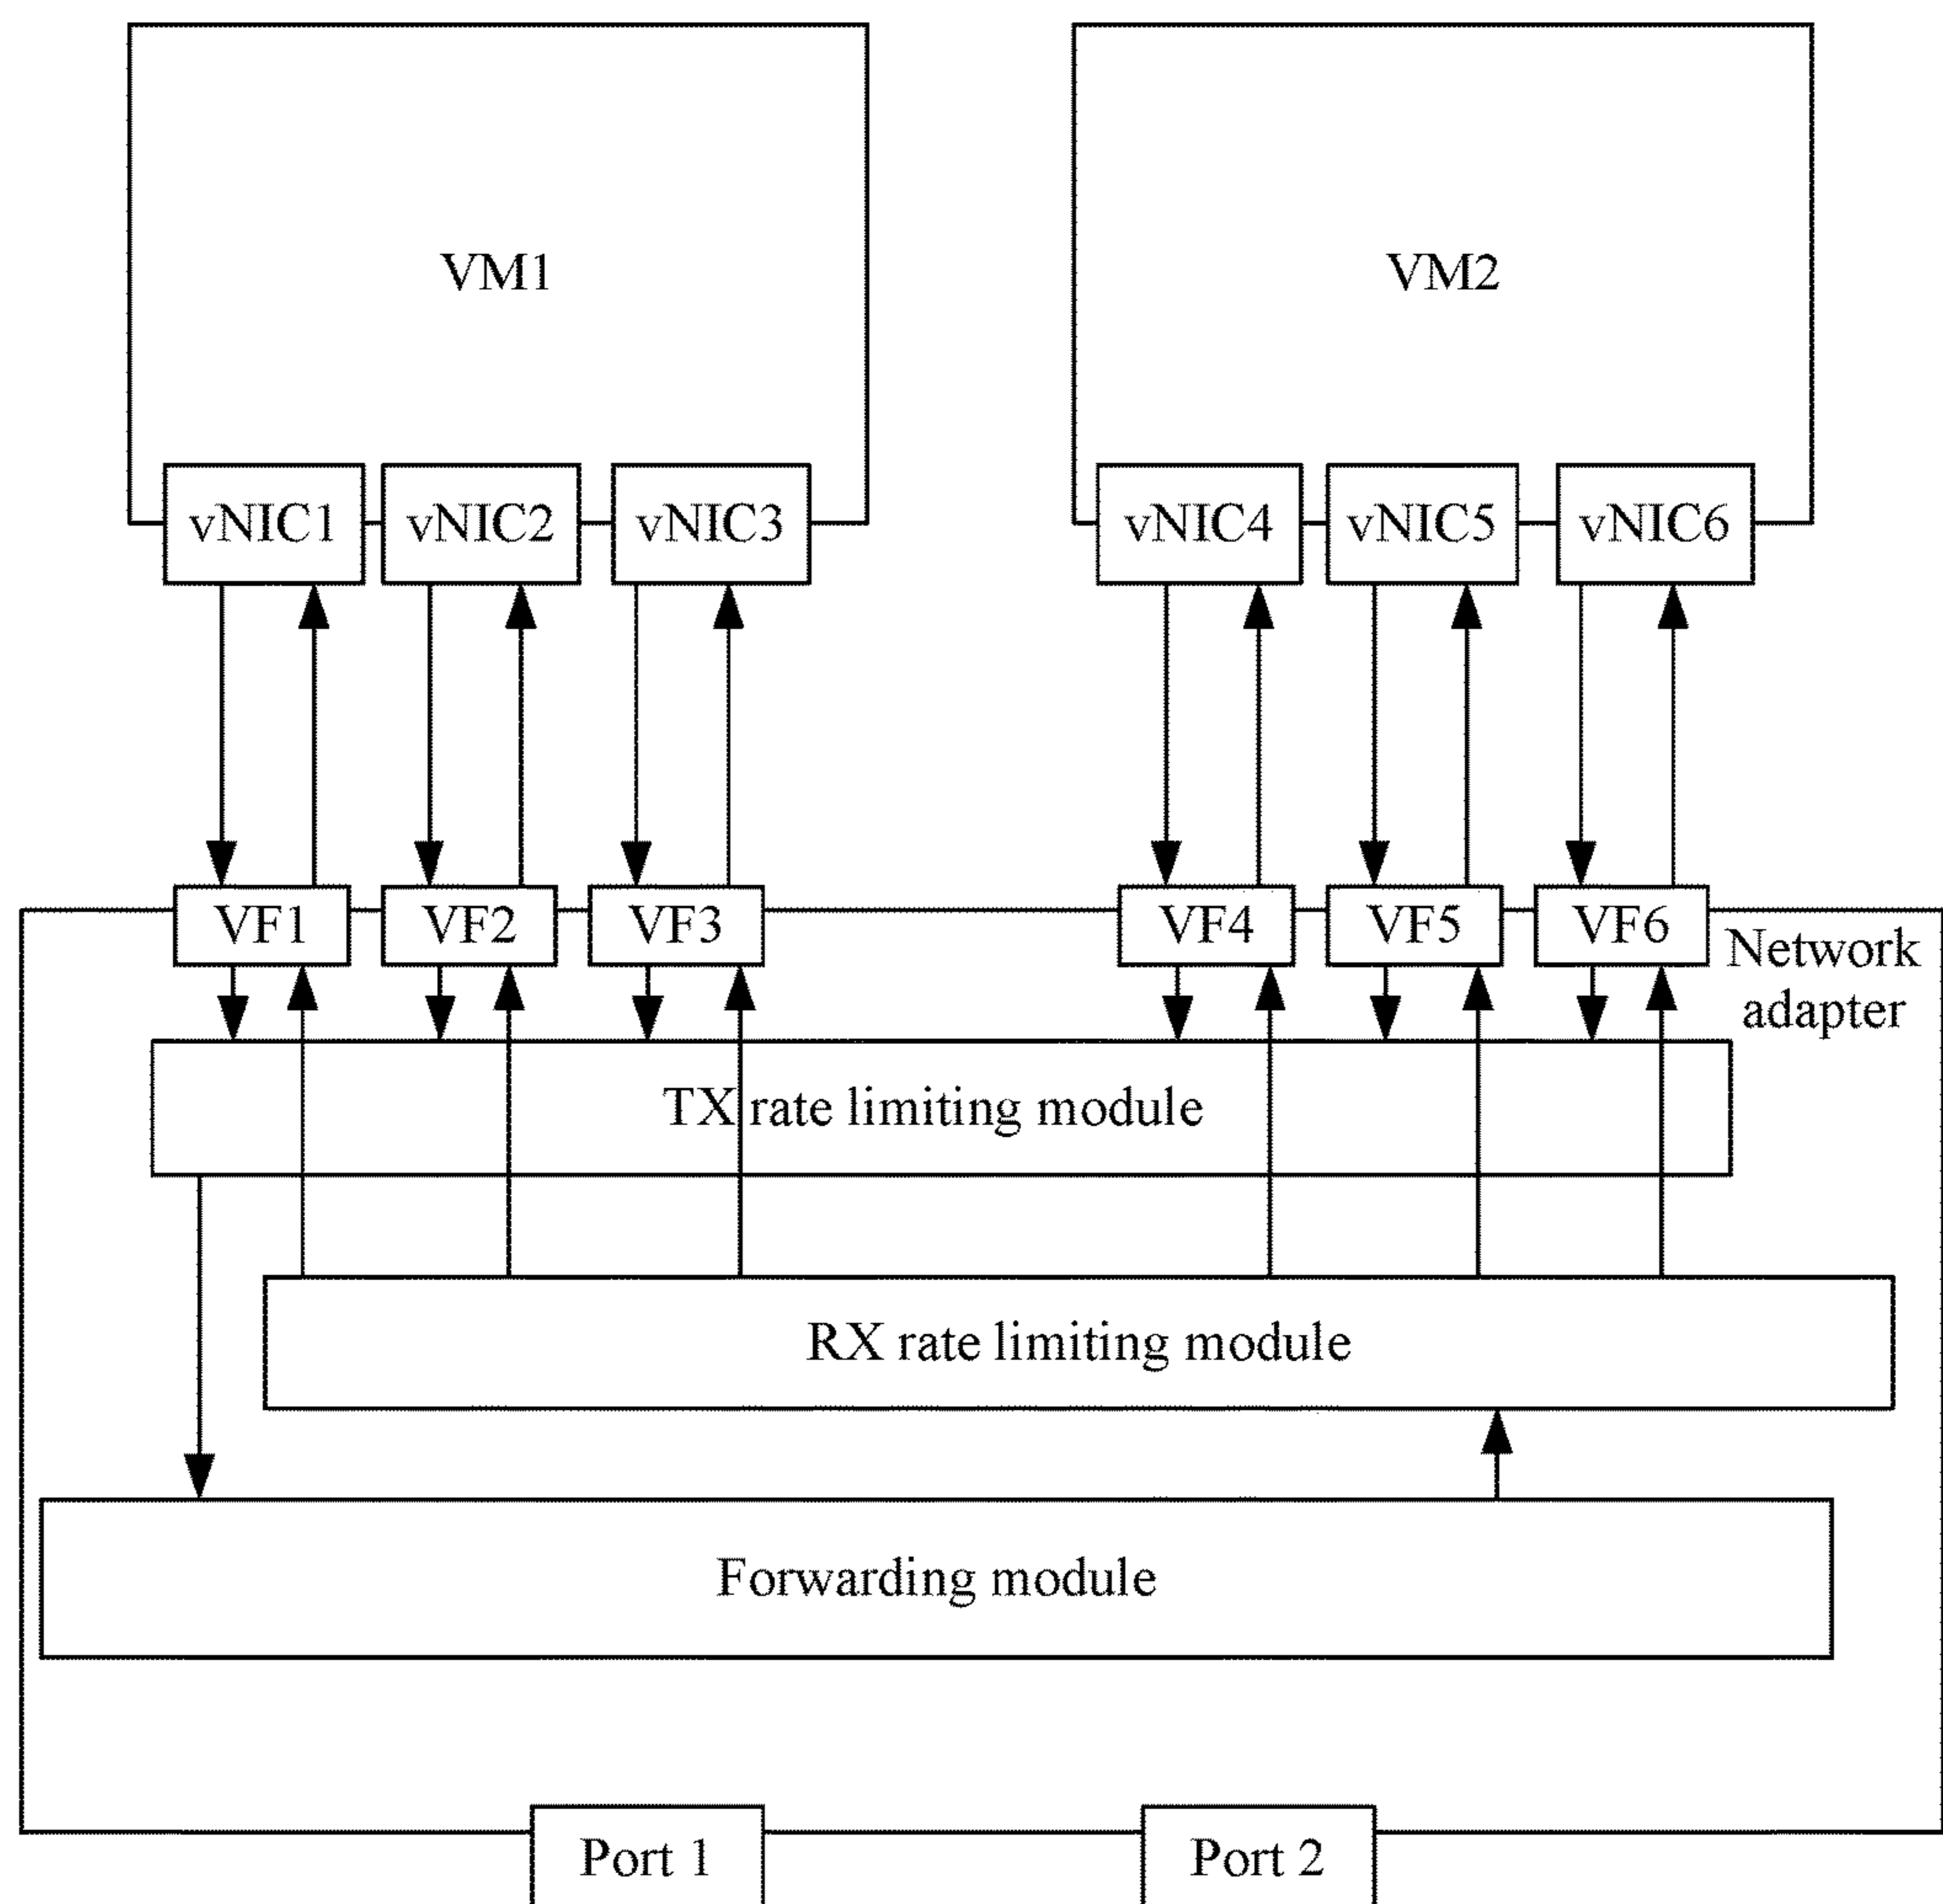 VM1
VM2
vNIC1
vNIC2
vNIC3
vNIC4
vNIC5
vNIC6
VF1
VF2
VF3
VF4
VF5
VF6
Network
adapter
TX rate limiting module
RX rate limiting module
Forwarding module
Port 1
Port 2